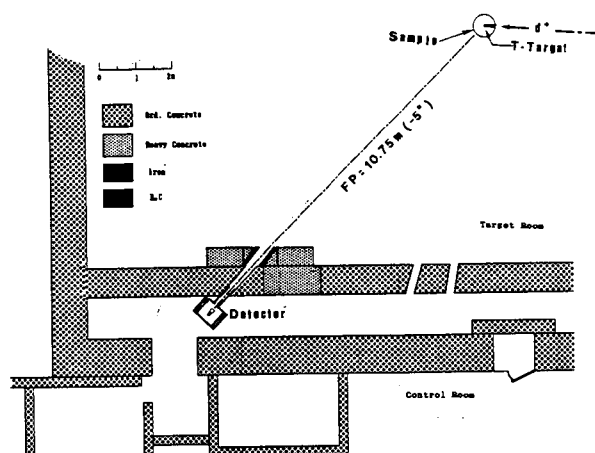 d⁺
Sample
T-Target
0 1 2m
Ord. Concrete
Heavy Concrete
Iron
B₄C
FP=10.75m (-5°)
Target Room
Detector
Control Room